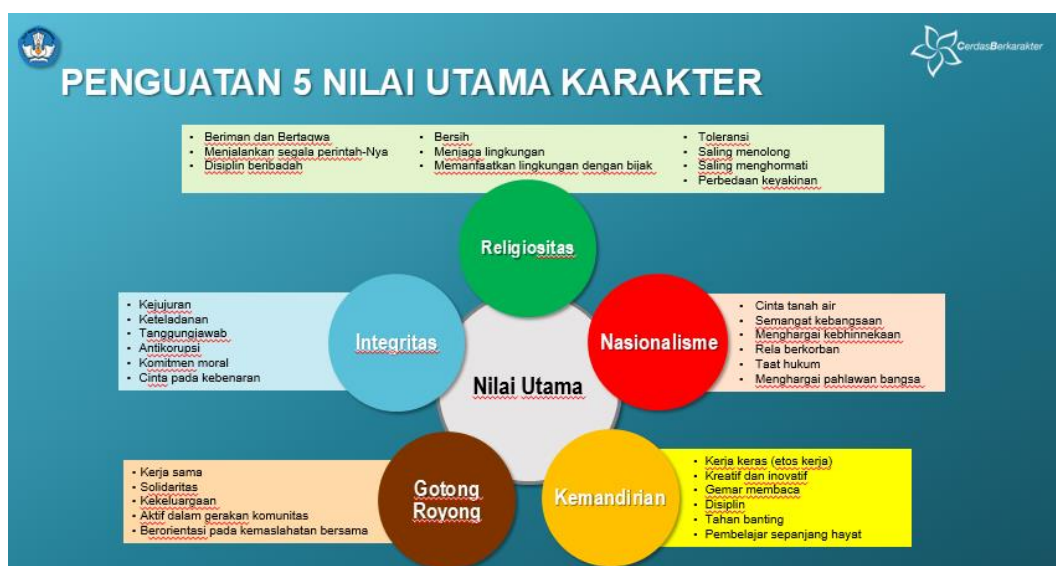 CerdasBerkarakter
PENGUATAN 5 NILAI UTAMA KARAKTER
• Beriman dan Bertaqwa
• Menjalankan segala perintah-Nya
• Disiplin beribadah
• Bersih
• Menjaga lingkungan
• Memanfaatkan lingkungan dengan bijak
• Toleransi
• Saling menolong
• Saling menghormati
• Perbedaan keyakinan
Religiositas
• Kejujuran
• Keteladanan
• Tanggungjawab
• Antikorupsi
• Komitmen moral
• Cinta pada kebenaran
Integritas
Nasionalisme
• Cinta tanah air
• Semangat kebangsaan
• Menghargai kebhinnekaan
• Rela berkorban
• Taat hukum
• Menghargai pahlawan bangsa
Nilai Utama
• Kerja sama
• Solidaritas
• Kekeluargaan
• Aktif dalam gerakan komunitas
• Berorientasi pada kemaslahatan bersama
Gotong
Royong
Kemandirian
• Kerja keras (etos kerja)
• Kreatif dan inovatif
• Gemar membaca
• Disiplin
• Tahan banting
• Pembelajar sepanjang hayat